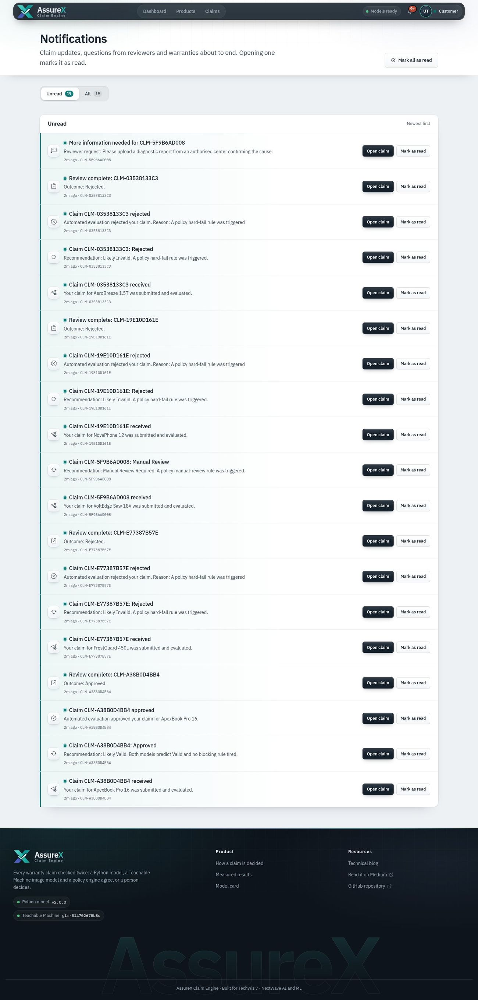 AssureX
Claim Engine
Dashboard Products Claims
Models ready
9+
UT
Customer
Notifications
Claim updates, questions from reviewers and warranties about to end. Opening one
marks it as read.
Mark all as read
Unread 19 All 19
Unread
Newest first
More information needed for CLM-5F9B6AD008
Reviewer request: Please upload a diagnostic report from an authorised center confirming the cause.
2m ago · CLM-5F9B6AD008
Open claim Mark as read
Review complete: CLM-03538133C3
Outcome: Rejected.
2m ago · CLM-03538133C3
Open claim Mark as read
Claim CLM-03538133C3 rejected
Automated evaluation rejected your claim. Reason: A policy hard-fail rule was triggered
2m ago · CLM-03538133C3
Open claim Mark as read
Claim CLM-03538133C3: Rejected
Recommendation: Likely Invalid. A policy hard-fail rule was triggered.
2m ago · CLM-03538133C3
Open claim Mark as read
Claim CLM-03538133C3 received
Your claim for AeroBreeze 1.5T was submitted and evaluated.
2m ago · CLM-03538133C3
Open claim Mark as read
Review complete: CLM-19E10D161E
Outcome: Rejected.
2m ago · CLM-19E10D161E
Open claim Mark as read
Claim CLM-19E10D161E rejected
Automated evaluation rejected your claim. Reason: A policy hard-fail rule was triggered
2m ago · CLM-19E10D161E
Open claim Mark as read
Claim CLM-19E10D161E: Rejected
Recommendation: Likely Invalid. A policy hard-fail rule was triggered.
2m ago · CLM-19E10D161E
Open claim Mark as read
Claim CLM-19E10D161E received
Your claim for NovaPhone 12 was submitted and evaluated.
2m ago · CLM-19E10D161E
Open claim Mark as read
Claim CLM-5F9B6AD008: Manual Review
Recommendation: Manual Review Required. A policy manual-review rule was triggered.
2m ago · CLM-5F9B6AD008
Open claim Mark as read
Claim CLM-5F9B6AD008 received
Your claim for VoltEdge Saw 18V was submitted and evaluated.
2m ago · CLM-5F9B6AD008
Open claim Mark as read
Review complete: CLM-E77387B57E
Outcome: Rejected.
2m ago · CLM-E77387B57E
Open claim Mark as read
Claim CLM-E77387B57E rejected
Automated evaluation rejected your claim. Reason: A policy hard-fail rule was triggered
2m ago · CLM-E77387B57E
Open claim Mark as read
Claim CLM-E77387B57E: Rejected
Recommendation: Likely Invalid. A policy hard-fail rule was triggered.
2m ago · CLM-E77387B57E
Open claim Mark as read
Claim CLM-E77387B57E received
Your claim for FrostGuard 450L was submitted and evaluated.
2m ago · CLM-E77387B57E
Open claim Mark as read
Review complete: CLM-A38B0D4BB4
Outcome: Approved.
2m ago · CLM-A38B0D4BB4
Open claim Mark as read
Claim CLM-A38B0D4BB4 approved
Automated evaluation approved your claim for ApexBook Pro 16.
2m ago · CLM-A38B0D4BB4
Open claim Mark as read
Claim CLM-A38B0D4BB4: Approved
Recommendation: Likely Valid. Both models predict Valid and no blocking rule fired.
2m ago · CLM-A38B0D4BB4
Open claim Mark as read
Claim CLM-A38B0D4BB4 received
Your claim for ApexBook Pro 16 was submitted and evaluated.
2m ago · CLM-A38B0D4BB4
Open claim Mark as read
AssureX
Claim Engine
Every warranty claim checked twice: a Python model, a Teachable
Machine image model and a policy engine agree, or a person
decides.
Python model v2.0.0
Teachable Machine gtm-514702678b8c
Product
How a claim is decided
Measured results
Model card
Resources
Technical blog
Read it on Medium
GitHub repository
AssureX
AssureX Claim Engine · Built for TechWiz 7 · NextWave AI and ML